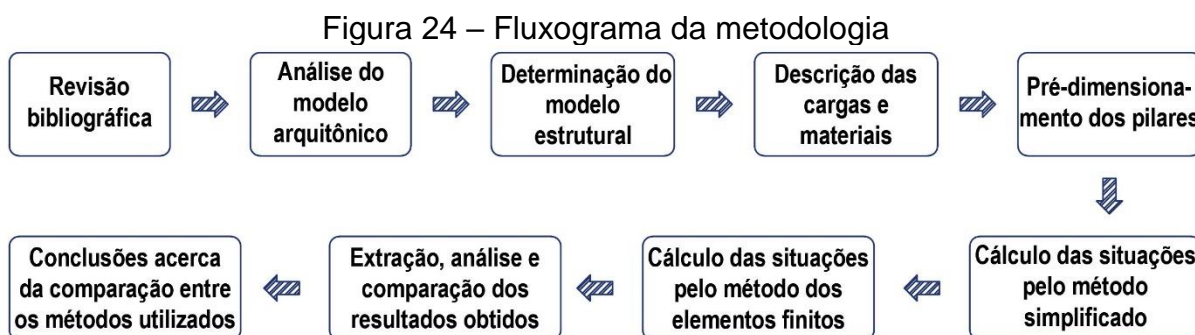 Figura 24 – Fluxograma da metodologia
Revisão
bibliográfica
Análise do
modelo
arquitônico
Determinação do
modelo
estrutural
Descrição das
cargas e
materiais
Pré-dimensiona-
mento dos pilares
Cálculo das situações
pelo método
simplificado
Cálculo das situações
pelo método dos
elementos finitos
Extração, análise e
comparação dos
resultados obtidos
Conclusões acerca
da comparação entre
os métodos utilizados